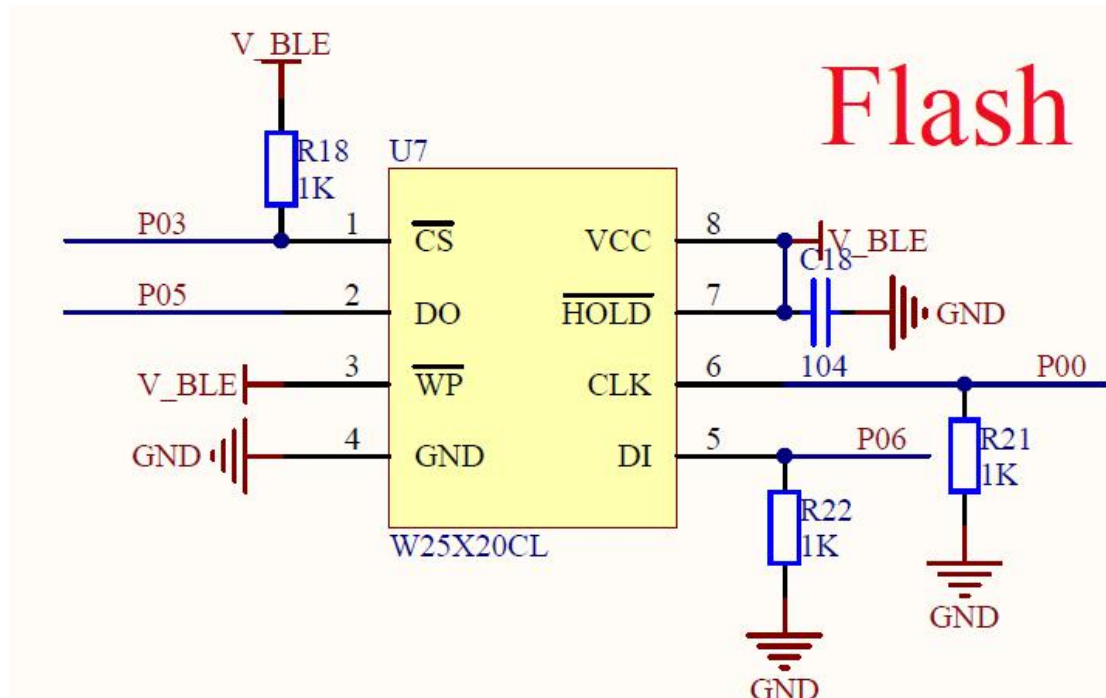 V_BLE
Flash
R18
1K
U7
P03
1
CS
VCC
8
V_BLE
C18
P05
2
DO
HOLD
7
GND
104
V_BLE
3
WP
CLK
6
P00
GND
4
GND
DI
5
P06
R21
1K
R22
1K
W25X20CL
GND
GND